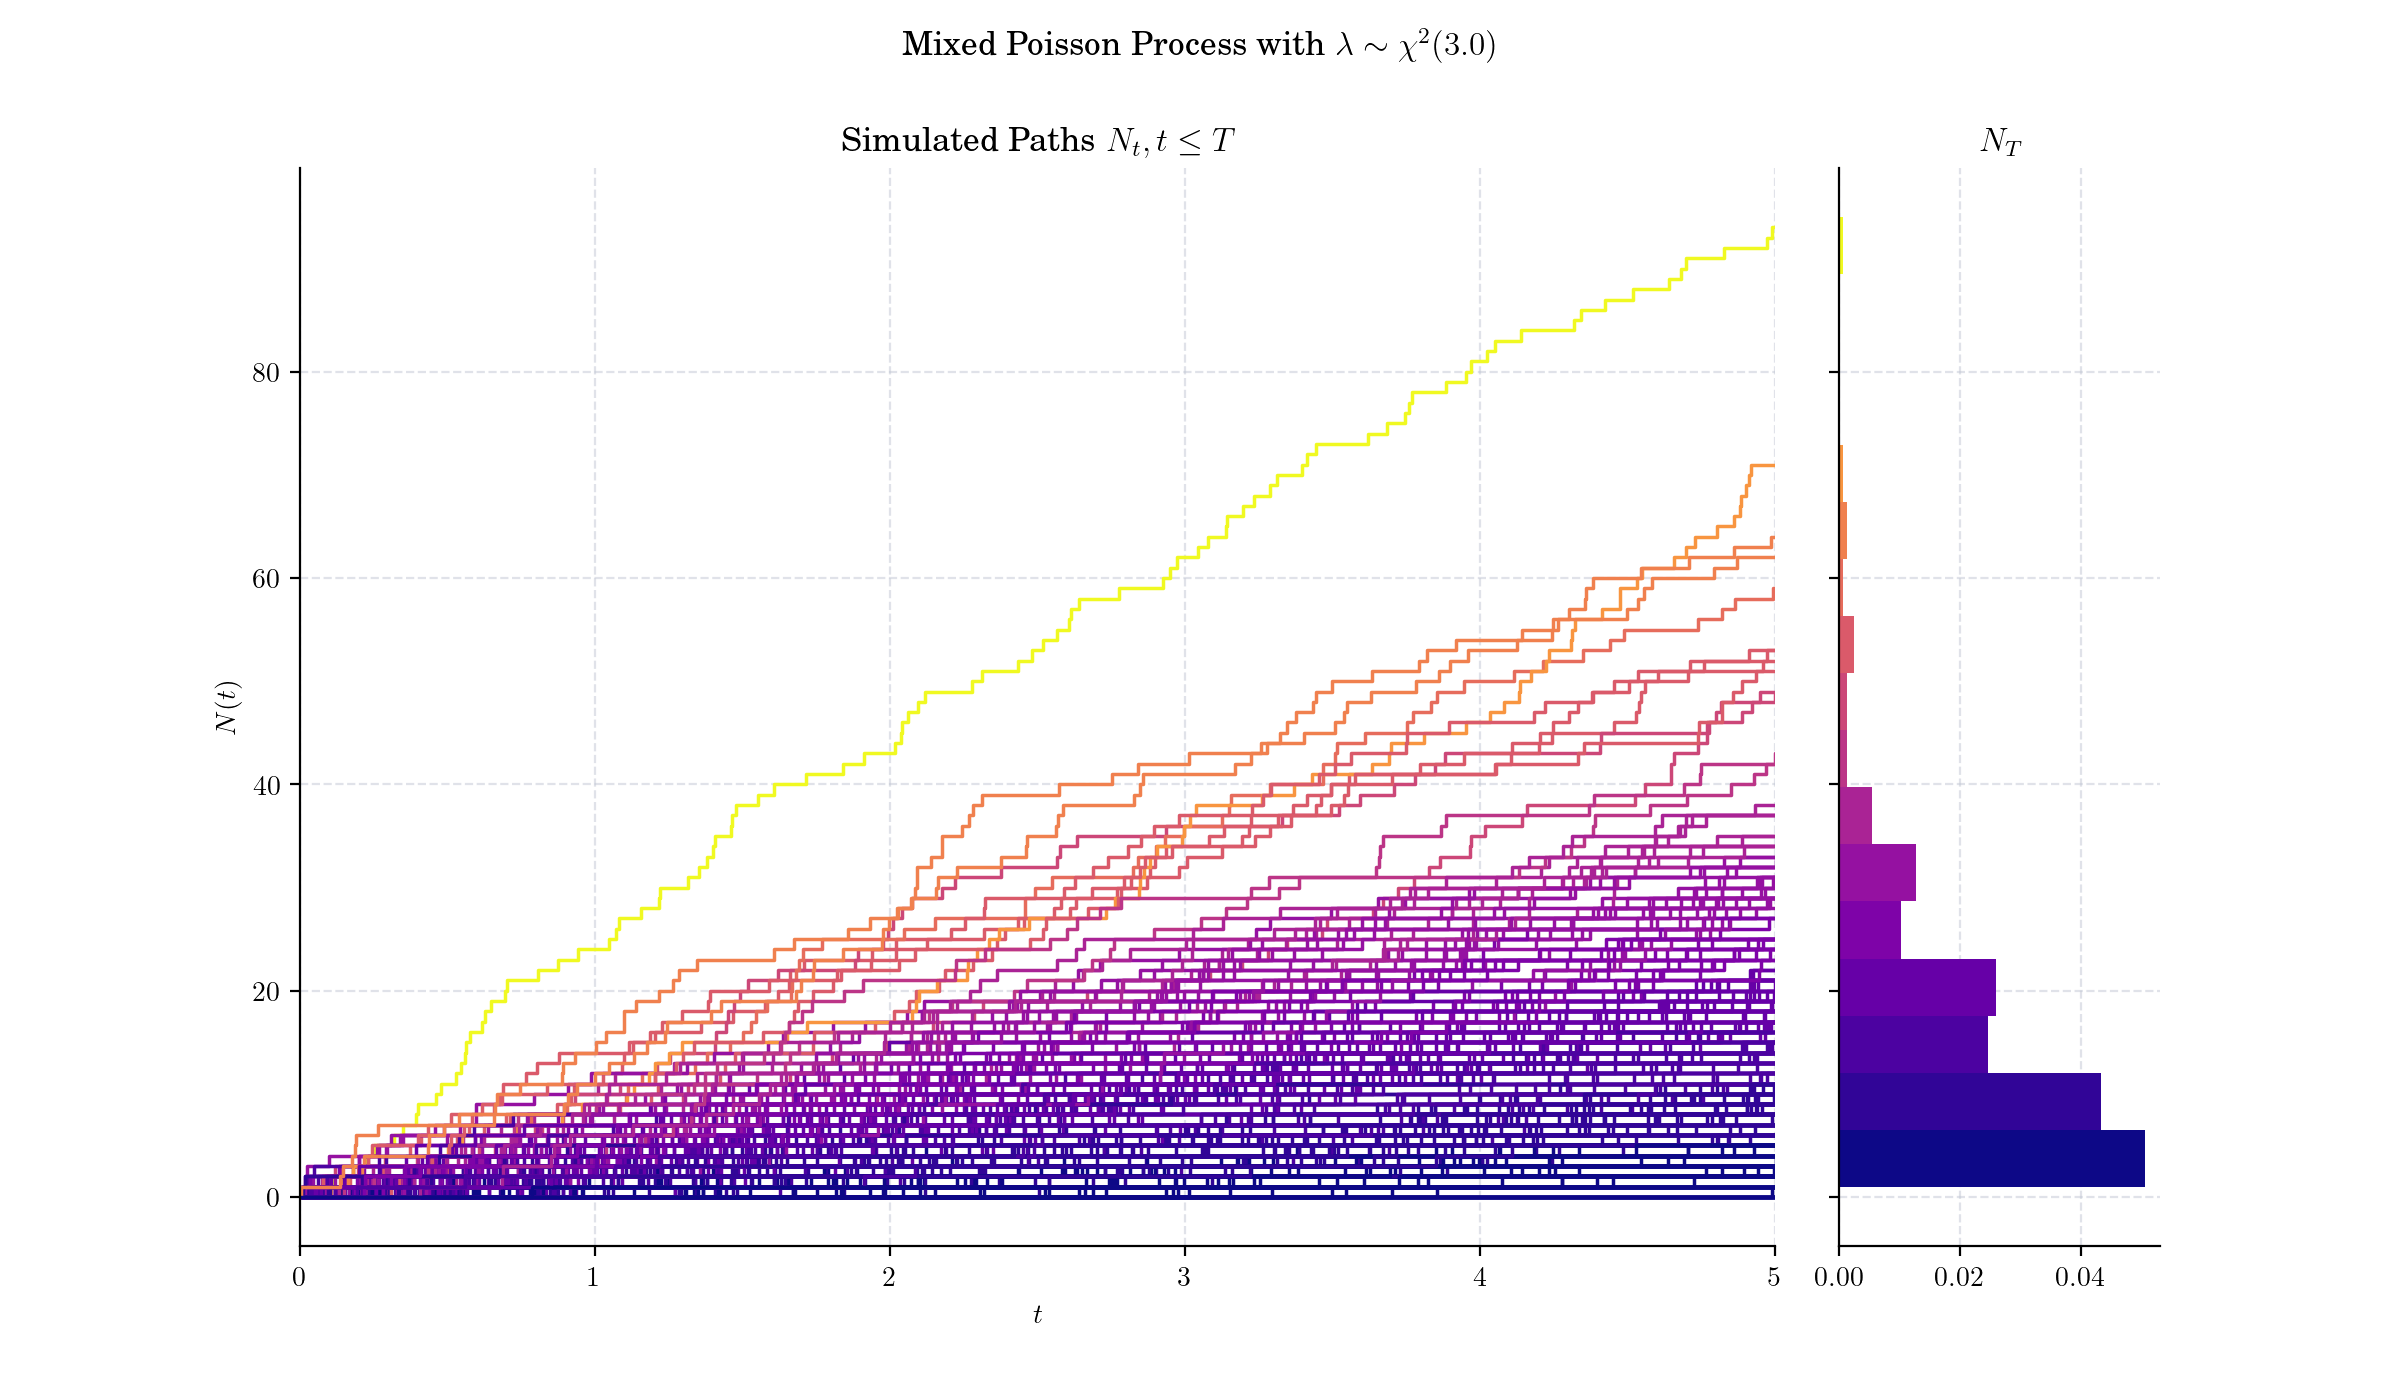 Mixed Poisson Process with λ ∼ χ²(3.0)
Simulated Paths N_t, t ≤ T
N_T
N(t)
80
60
40
20
0
0 1 2 3 4 5
t
0.00 0.02 0.04